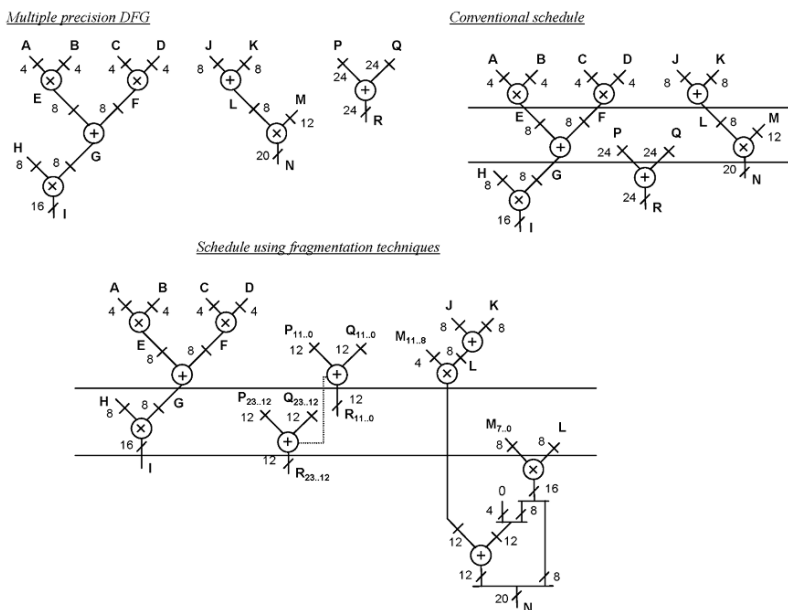 Multiple precision DFG
Conventional schedule
A B C D J K P Q
4 4 4 4 8 8 24 24
E F L M R
8 8 8 12 24
H G
8 8 20 N
16 I
A B C D J K
4 4 4 4 8 8
E F P Q L M
8 8 24 24 8 12
H G
8 8 20 N
16 I 24 R
Schedule using fragmentation techniques
A B C D J K
4 4 4 4 8 8
P11..0 Q11..0 M11..8
E F 12 12 4 8 L
8 8
H G P23..12 Q23..12 12
8 8 12 12 R11..0
M7..0 L
16 8 8
I 12 R23..12
0 16
4 8
12 12
12 8
20 N